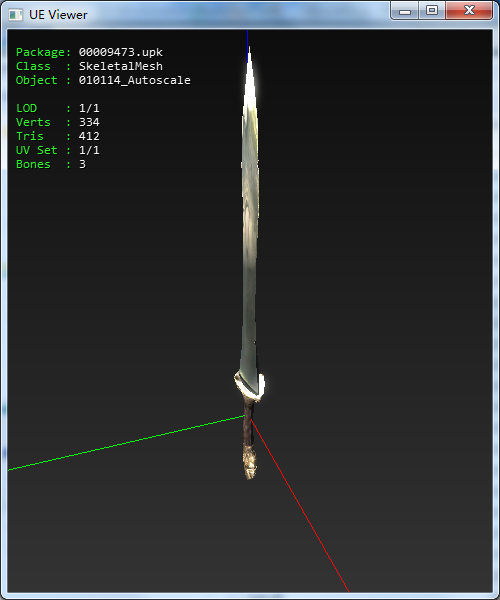 UE Viewer
Package: 00009473.upk
Class  : SkeletalMesh
Object : 010114_Autoscale
LOD    : 1/1
Verts  : 334
Tris   : 412
UV Set : 1/1
Bones  : 3